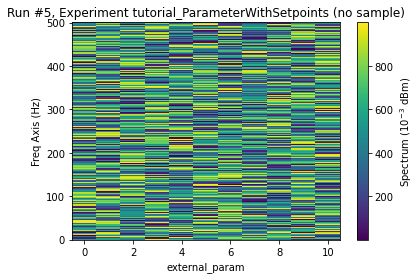 Run #5, Experiment tutorial_ParameterWithSetpoints (no sample)
500
400
300
200
100
0
Freq Axis (Hz)
0 2 4 6 8 10
external_param
800
600
400
200
Spectrum (10⁻³ dBm)